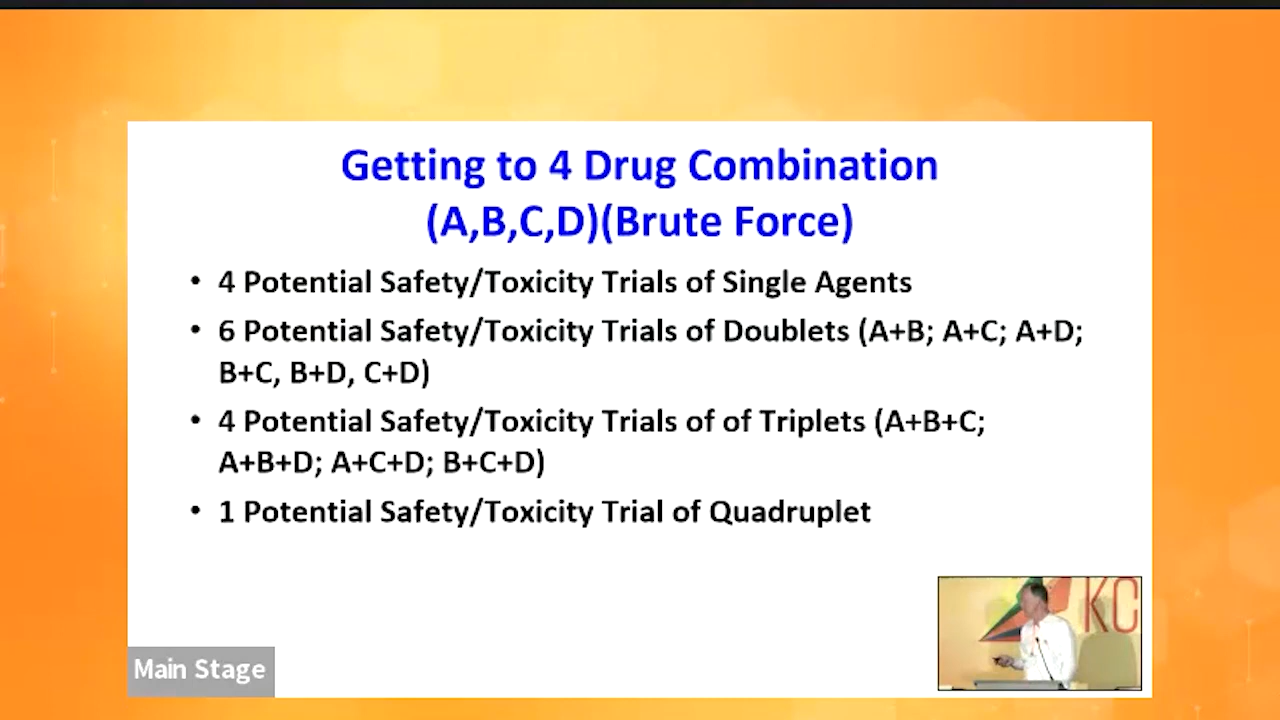 Getting to 4 Drug Combination
(A,B,C,D)(Brute Force)
• 4 Potential Safety/Toxicity Trials of Single Agents
• 6 Potential Safety/Toxicity Trials of Doublets (A+B; A+C; A+D;
B+C, B+D, C+D)
• 4 Potential Safety/Toxicity Trials of of Triplets (A+B+C;
A+B+D; A+C+D; B+C+D)
• 1 Potential Safety/Toxicity Trial of Quadruplet
KC
Main Stage